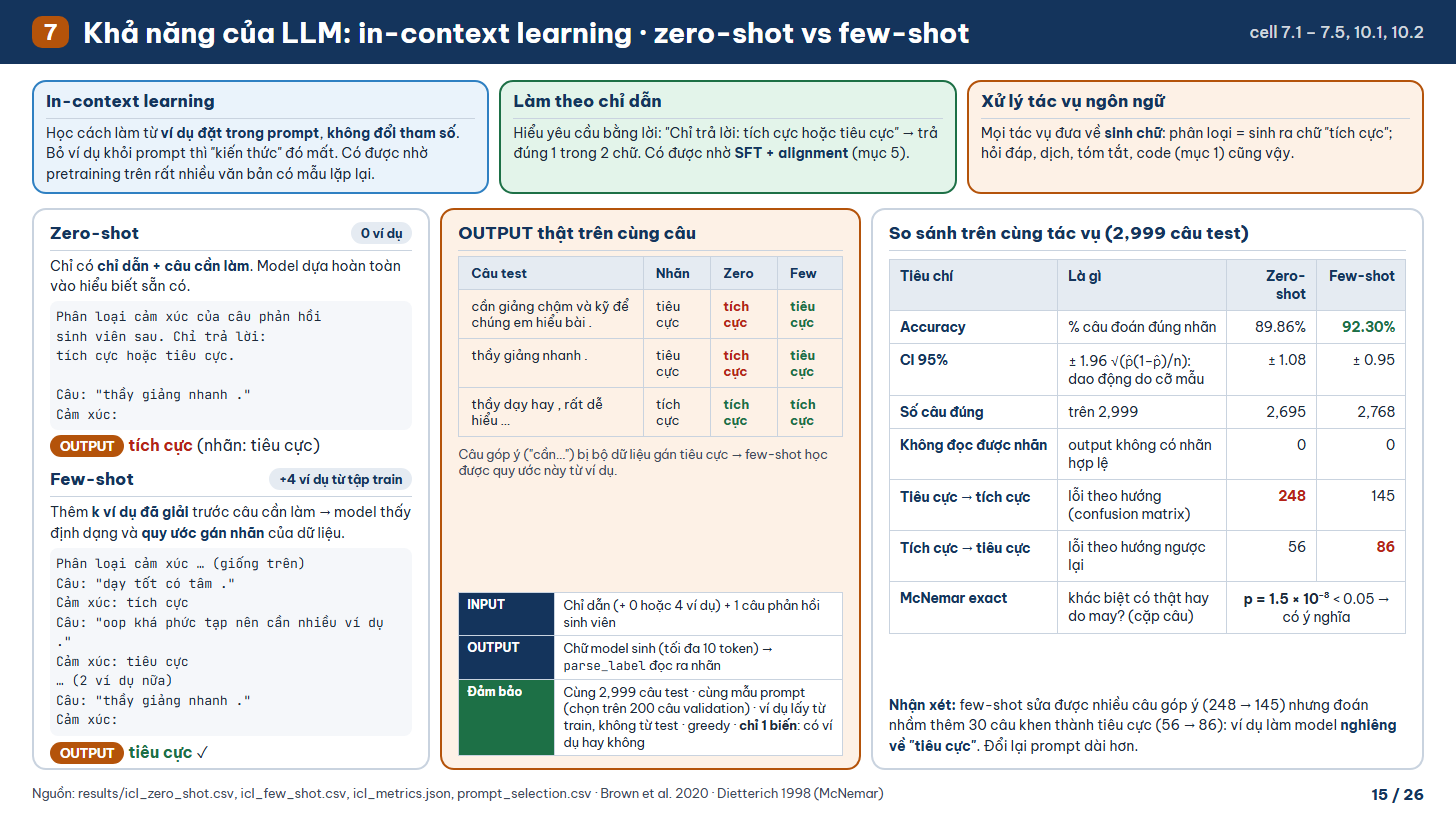 7
Khả năng của LLM: in-context learning · zero-shot vs few-shot
cell 7.1 – 7.5, 10.1, 10.2
In-context learning
Học cách làm từ ví dụ đặt trong prompt, không đổi tham số.
Bỏ ví dụ khỏi prompt thì "kiến thức" đó mất. Có được nhờ
pretraining trên rất nhiều văn bản có mẫu lặp lại.
Làm theo chỉ dẫn
Hiểu yêu cầu bằng lời: "Chỉ trả lời: tích cực hoặc tiêu cực" → trả
đúng 1 trong 2 chữ. Có được nhờ SFT + alignment (mục 5).
Xử lý tác vụ ngôn ngữ
Mọi tác vụ đưa về sinh chữ: phân loại = sinh ra chữ "tích cực";
hỏi đáp, dịch, tóm tắt, code (mục 1) cũng vậy.
Zero-shot
0 ví dụ
Chỉ có chỉ dẫn + câu cần làm. Model dựa hoàn toàn
vào hiểu biết sẵn có.
Phân loại cảm xúc của câu phản hồi
sinh viên sau. Chỉ trả lời:
tích cực hoặc tiêu cực.
Câu: "thầy giảng nhanh ."
Cảm xúc:
OUTPUT tích cực (nhãn: tiêu cực)
Few-shot
+4 ví dụ từ tập train
Thêm k ví dụ đã giải trước câu cần làm → model thấy
định dạng và quy ước gán nhãn của dữ liệu.
Phân loại cảm xúc … (giống trên)
Câu: "dạy tốt có tâm ."
Cảm xúc: tích cực
Câu: "oop khá phức tạp nên cần nhiều ví dụ
."
Cảm xúc: tiêu cực
… (2 ví dụ nữa)
Câu: "thầy giảng nhanh ."
Cảm xúc:
OUTPUT tiêu cực ✓
OUTPUT thật trên cùng câu
Câu test Nhãn Zero Few
cần giảng chậm và kỹ để tiêu tích tiêu
chúng em hiểu bài . cực cực cực
thầy giảng nhanh . tiêu tích tiêu
cực cực cực
thầy dạy hay , rất dễ tích tích tích
hiểu ... cực cực cực
Câu góp ý ("cần...") bị bộ dữ liệu gán tiêu cực → few-shot học
được quy ước này từ ví dụ.
INPUT Chỉ dẫn (+ 0 hoặc 4 ví dụ) + 1 câu phản hồi
sinh viên
OUTPUT Chữ model sinh (tối đa 10 token) →
parse_label đọc ra nhãn
Đảm bảo Cùng 2,999 câu test · cùng mẫu prompt
(chọn trên 200 câu validation) · ví dụ lấy từ
train, không từ test · greedy · chỉ 1 biến: có ví
dụ hay không
So sánh trên cùng tác vụ (2,999 câu test)
Tiêu chí Là gì Zero- Few-shot
shot
Accuracy % câu đoán đúng nhãn 89.86% 92.30%
CI 95% ± 1.96 √(p̂(1−p̂)/n): ± 1.08 ± 0.95
dao động do cỡ mẫu
Số câu đúng trên 2,999 2,695 2,768
Không đọc được nhãn output không có nhãn 0 0
hợp lệ
Tiêu cực → tích cực lỗi theo hướng 248 145
(confusion matrix)
Tích cực → tiêu cực lỗi theo hướng ngược 56 86
lại
McNemar exact khác biệt có thật hay p = 1.5 × 10⁻⁸ < 0.05 →
do may? (cặp câu) có ý nghĩa
Nhận xét: few-shot sửa được nhiều câu góp ý (248 → 145) nhưng đoán
nhầm thêm 30 câu khen thành tiêu cực (56 → 86): ví dụ làm model nghiêng
về "tiêu cực". Đổi lại prompt dài hơn.
Nguồn: results/icl_zero_shot.csv, icl_few_shot.csv, icl_metrics.json, prompt_selection.csv · Brown et al. 2020 · Dietterich 1998 (McNemar)
15 / 26